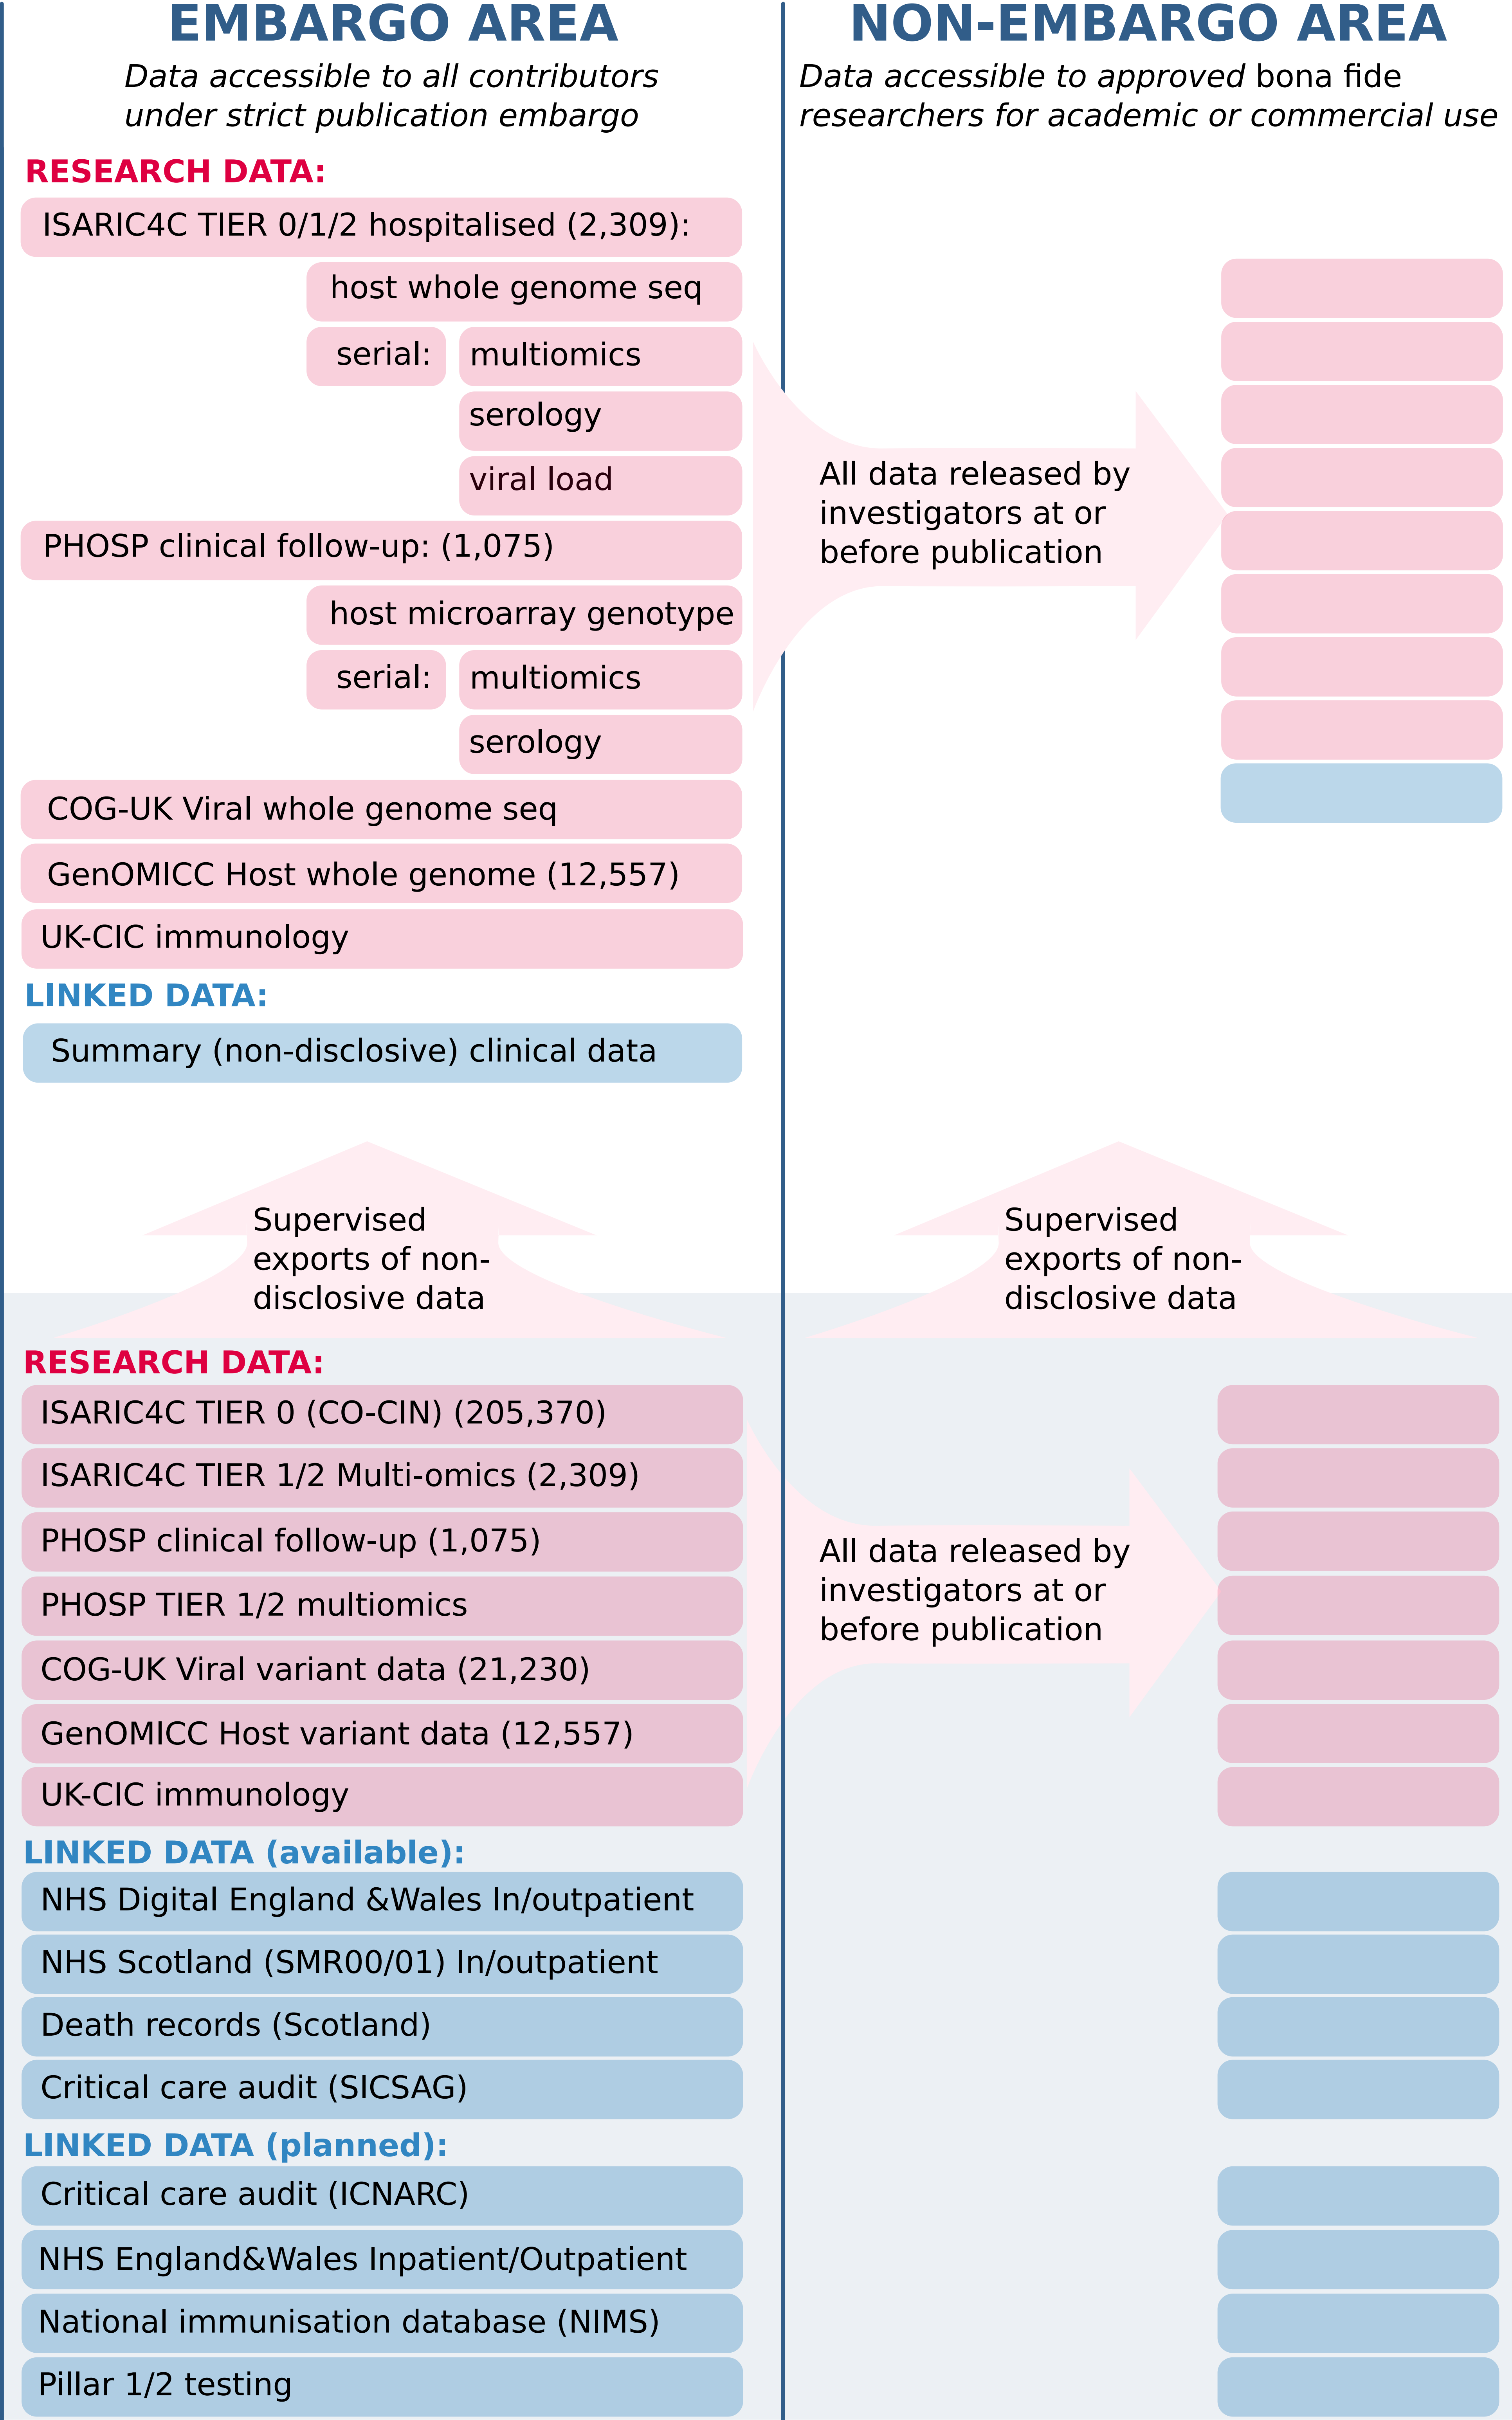 EMBARGO AREA
Data accessible to all contributors
under strict publication embargo
NON-EMBARGO AREA
Data accessible to approved bona fide
researchers for academic or commercial use
RESEARCH DATA:
ISARIC4C TIER 0/1/2 hospitalised (2,309):
host whole genome seq
serial:
multiomics
serology
viral load
PHOSP clinical follow-up: (1,075)
host microarray genotype
serial:
multiomics
serology
COG-UK Viral whole genome seq
GenOMICC Host whole genome (12,557)
UK-CIC immunology
All data released by
investigators at or
before publication
LINKED DATA:
Summary (non-disclosive) clinical data
Supervised
exports of non-
disclosive data
Supervised
exports of non-
disclosive data
RESEARCH DATA:
ISARIC4C TIER 0 (CO-CIN) (205,370)
ISARIC4C TIER 1/2 Multi-omics (2,309)
PHOSP clinical follow-up (1,075)
PHOSP TIER 1/2 multiomics
COG-UK Viral variant data (21,230)
GenOMICC Host variant data (12,557)
UK-CIC immunology
All data released by
investigators at or
before publication
LINKED DATA (available):
NHS Digital England &Wales In/outpatient
NHS Scotland (SMR00/01) In/outpatient
Death records (Scotland)
Critical care audit (SICSAG)
LINKED DATA (planned):
Critical care audit (ICNARC)
NHS England&Wales Inpatient/Outpatient
National immunisation database (NIMS)
Pillar 1/2 testing